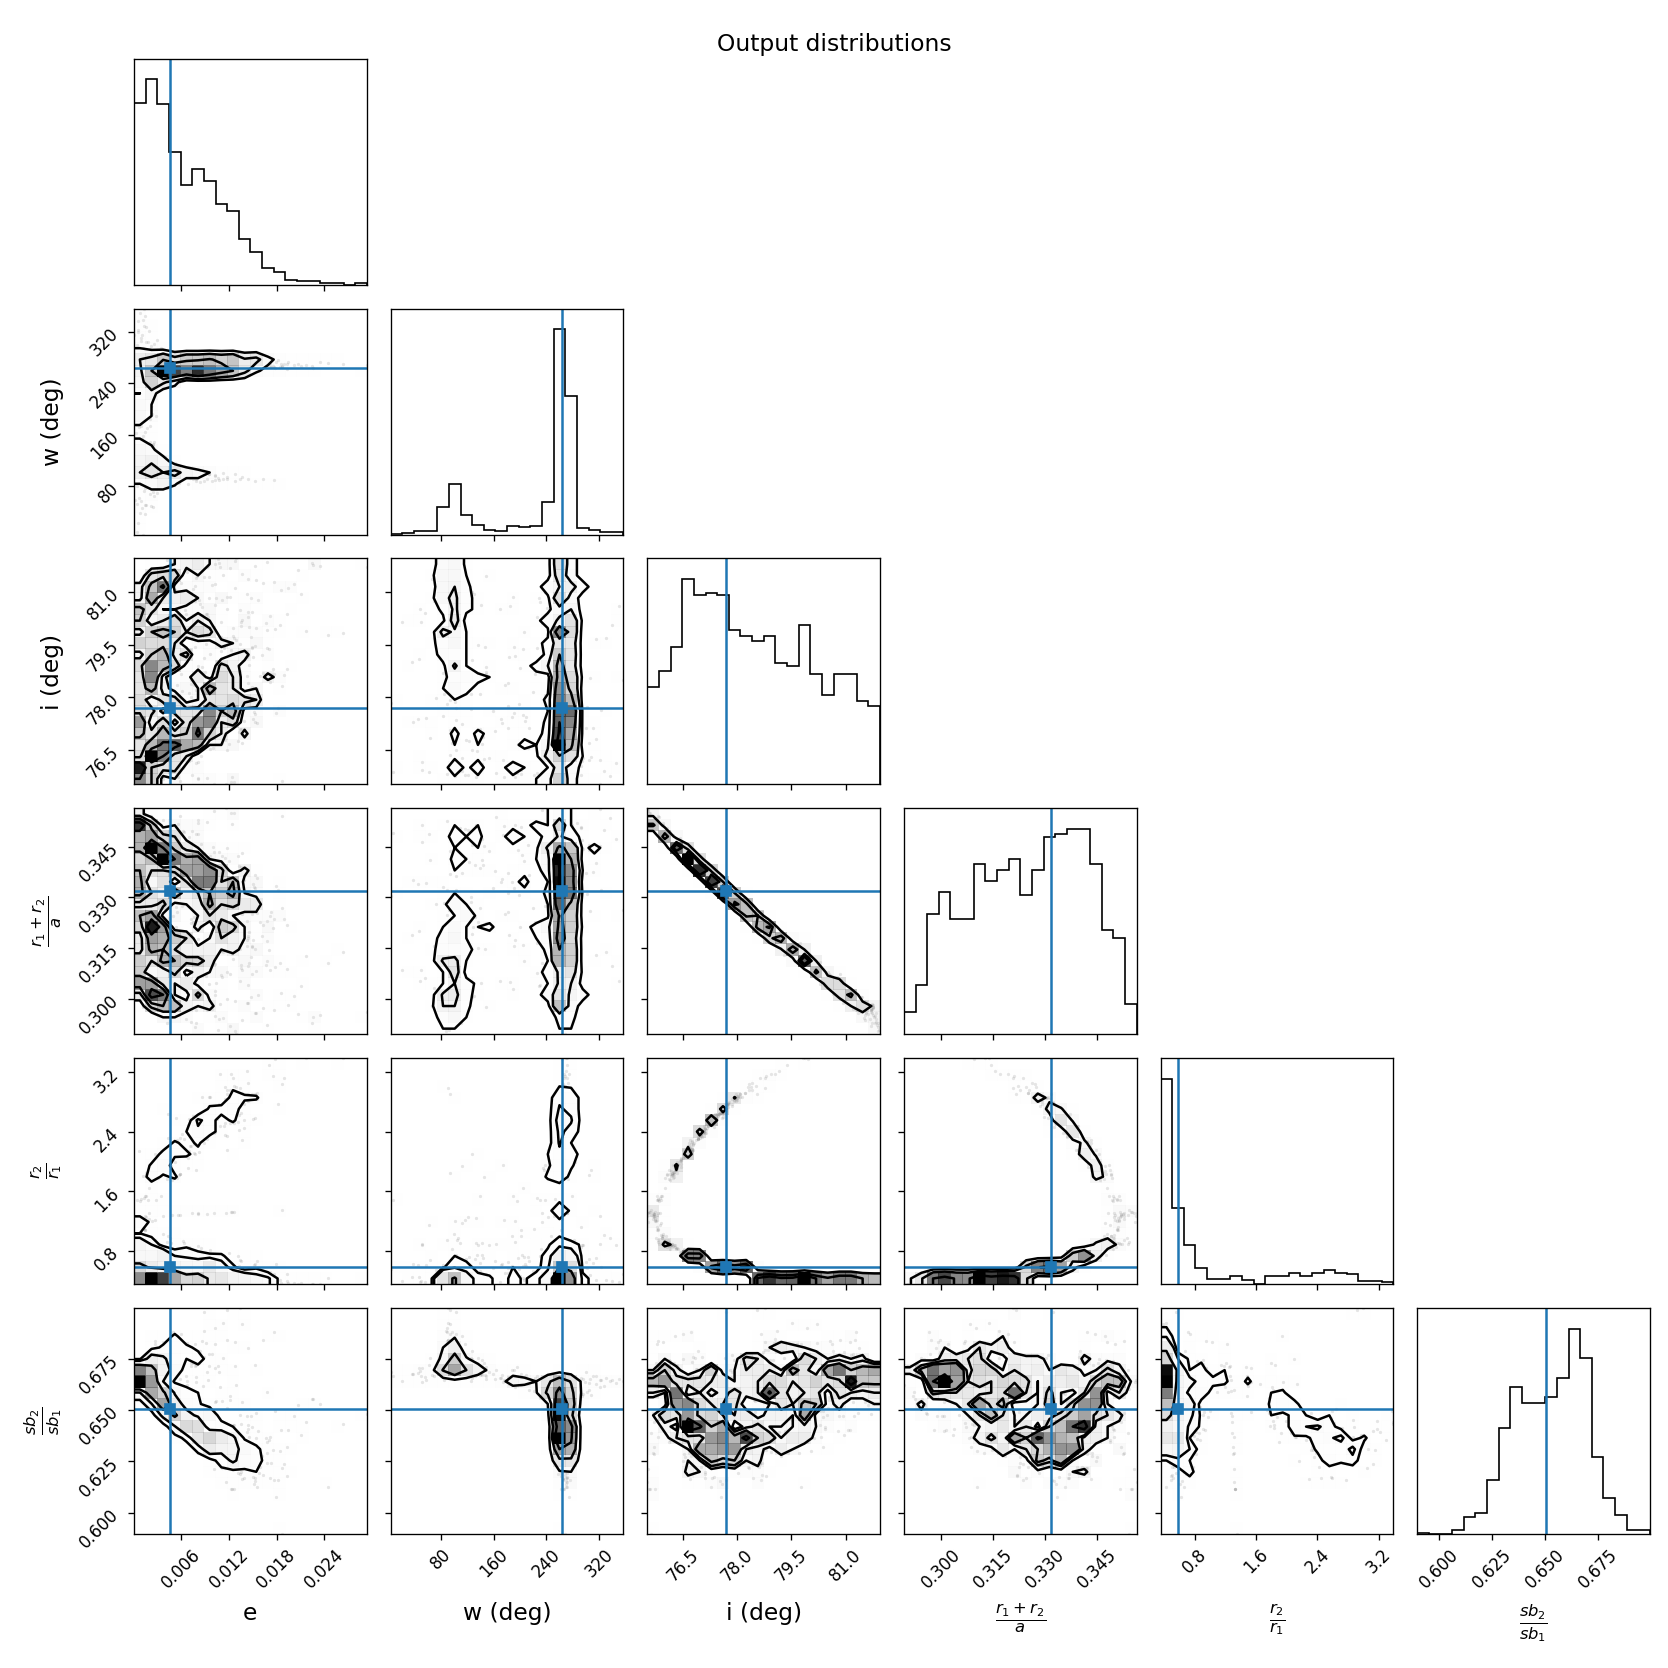 Output distributions
w (deg)
320
240
160
80
i (deg)
81.0
79.5
78.0
76.5
r₁ + r₂
a
0.345
0.330
0.315
0.300
r₂
r₁
3.2
2.4
1.6
0.8
sb₂
sb₁
0.675
0.650
0.625
0.600
0.006 0.012 0.018 0.024 80 160 240 320 76.5 78.0 79.5 81.0 0.300 0.315 0.330 0.345 0.8 1.6 2.4 3.2 0.600 0.625 0.650 0.675
e w (deg) i (deg) r₁ + r₂ r₂ sb₂
a r₁ sb₁